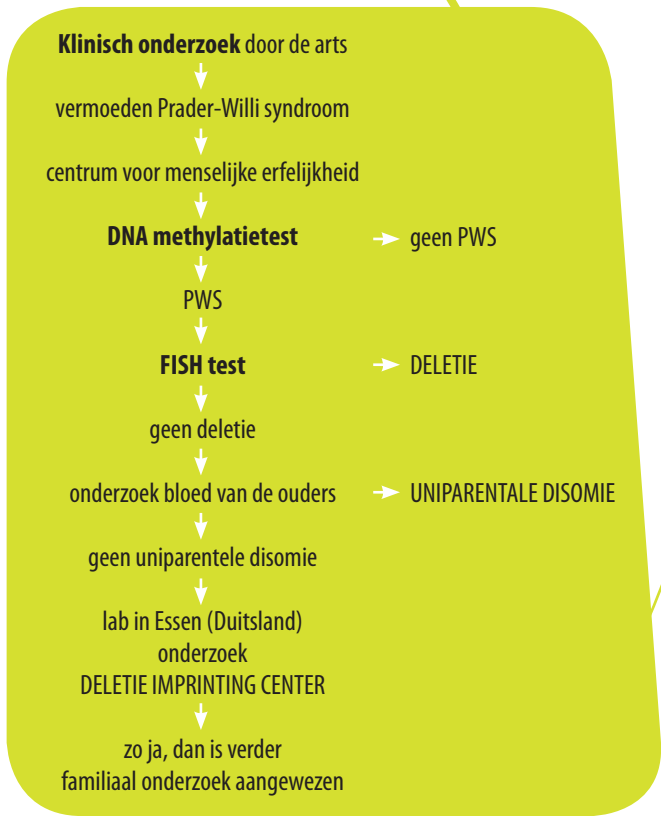 Klinisch onderzoek door de arts
vermoeden Prader-Willi syndroom
centrum voor menselijke erfelijkheid
DNA methylatietest
geen PWS
PWS
FISH test
DELETIE
geen deletie
onderzoek bloed van de ouders
UNIPARENTALE DISOMIE
geen uniparentele disomie
lab in Essen (Duitsland)
onderzoek
DELETIE IMPRINTING CENTER
zo ja, dan is verder
familiaal onderzoek aangewezen